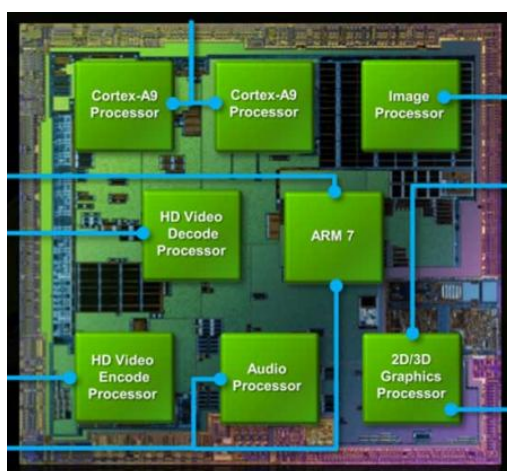 Cortex-A9
Processor
Cortex-A9
Processor
Image
Processor
HD Video
Decode
Processor
ARM 7
HD Video
Encode
Processor
Audio
Processor
2D/3D
Graphics
Processor